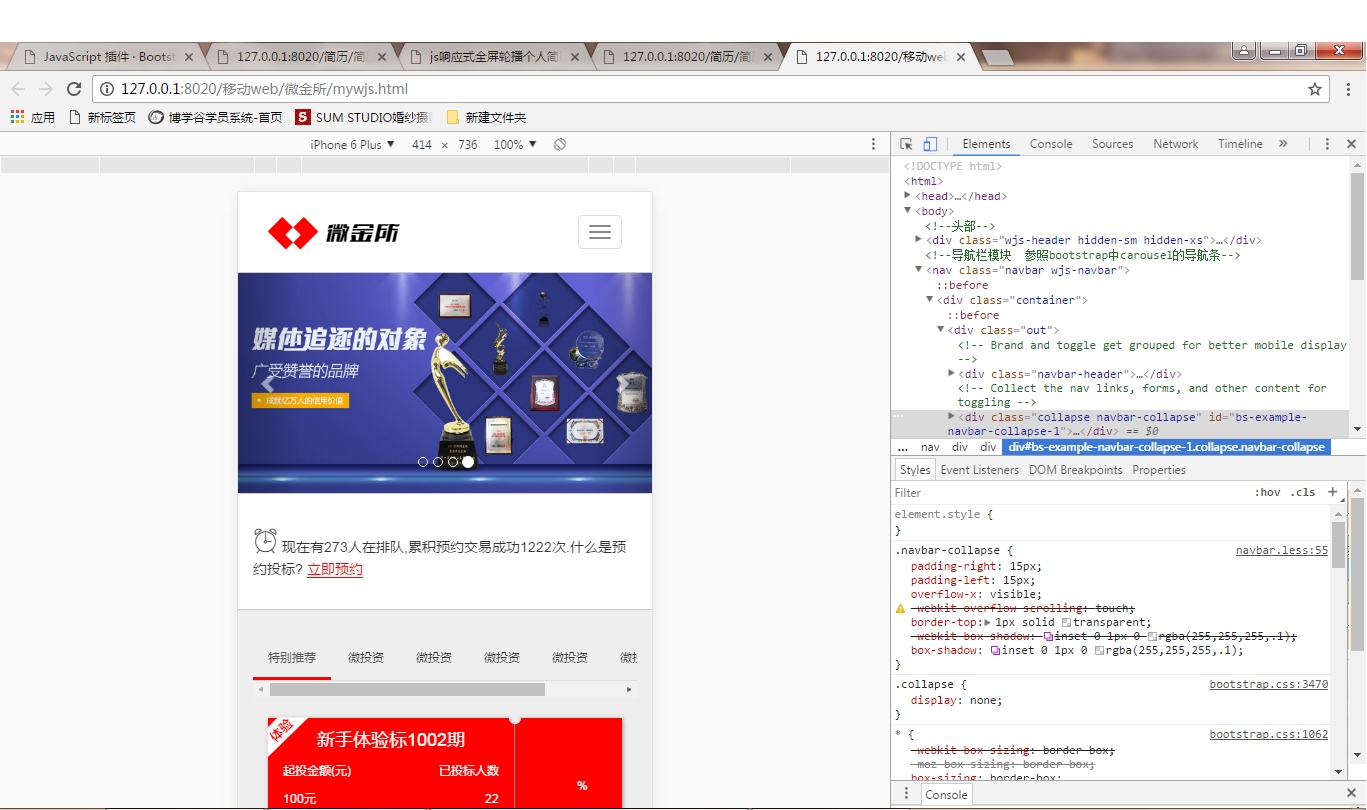 JavaScript 插件 · Bootst
127.0.0.1:8020/简历/简
js响应式全屏轮播个人简
127.0.0.1:8020/简历/简
127.0.0.1:8020/移动web
127.0.0.1:8020/移动web/微金所/mywjs.html
应用 新标签页 博学谷学员系统-首页 S SUM STUDIO婚纱摄 新建文件夹
iPhone 6 Plus ▼ 414 × 736 100% ▼
Elements Console Sources Network Timeline »
微金所
媒体追逐的对象
广受赞誉的品牌
成就亿万人的信用价值
现在有273人在排队,累积预约交易成功1222次.什么是预
约投标? 立即预约
特别推荐 微投资 微投资 微投资 微投资 微投
体验
新手体验标1002期
起投金额(元) 已投标人数
%
100元 22
<!DOCTYPE html>
<html>
<head>…</head>
<body>
<!--头部-->
<div class="wjs-header hidden-sm hidden-xs">…</div>
<!--导航栏模块 参照bootstrap中carousel的导航条-->
<nav class="navbar wjs-navbar">
::before
<div class="container">
::before
<div class="out">
<!-- Brand and toggle get grouped for better mobile display
-->
<div class="navbar-header">…</div>
<!-- Collect the nav links, forms, and other content for
toggling -->
<div class="collapse navbar-collapse" id="bs-example-
navbar-collapse-1">…</div> == $0
... nav div div div#bs-example-navbar-collapse-1.collapse.navbar-collapse
Styles Event Listeners DOM Breakpoints Properties
Filter :hov .cls +
element.style {
}
.navbar-collapse { navbar.less:55
padding-right: 15px;
padding-left: 15px;
overflow-x: visible;
-webkit-overflow-scrolling: touch;
border-top: 1px solid transparent;
-webkit-box-shadow: inset 0 1px 0 rgba(255,255,255,.1);
box-shadow: inset 0 1px 0 rgba(255,255,255,.1);
}
.collapse { bootstrap.css:3470
display: none;
}
* { bootstrap.css:1062
-webkit-box-sizing: border-box;
-moz-box-sizing: border-box;
box-sizing: border-box;
Console